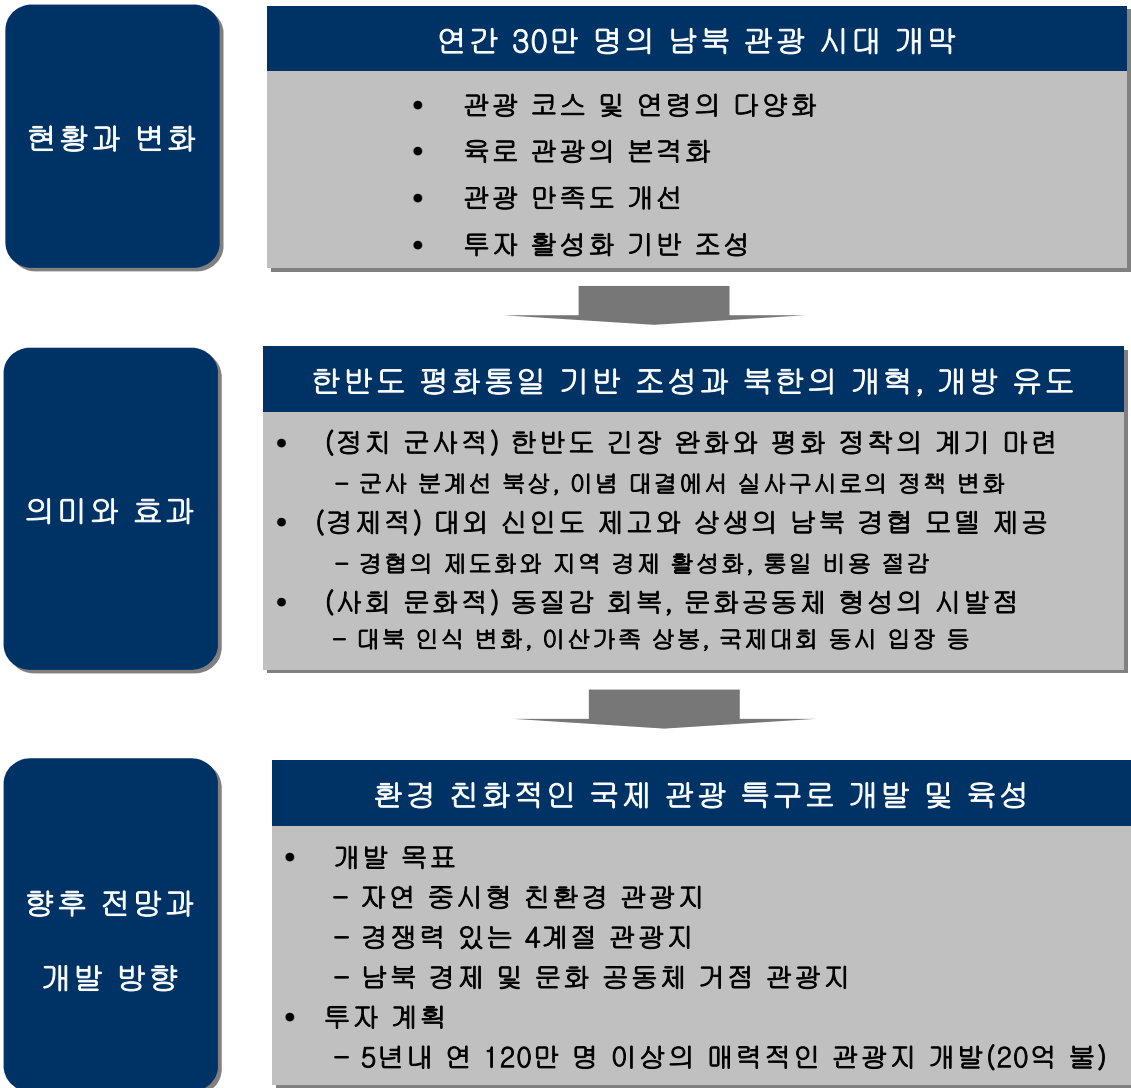 현황과 변화
연간 30만 명의 남북 관광 시대 개막
• 관광 코스 및 연령의 다양화
• 육로 관광의 본격화
• 관광 만족도 개선
• 투자 활성화 기반 조성
의미와 효과
한반도 평화통일 기반 조성과 북한의 개혁, 개방 유도
• (정치 군사적) 한반도 긴장 완화와 평화 정착의 계기 마련
– 군사 분계선 북상, 이념 대결에서 실사구시로의 정책 변화
• (경제적) 대외 신인도 제고와 상생의 남북 경협 모델 제공
– 경협의 제도화와 지역 경제 활성화, 통일 비용 절감
• (사회 문화적) 동질감 회복, 문화공동체 형성의 시발점
– 대북 인식 변화, 이산가족 상봉, 국제대회 동시 입장 등
향후 전망과
개발 방향
환경 친화적인 국제 관광 특구로 개발 및 육성
• 개발 목표
– 자연 중시형 친환경 관광지
– 경쟁력 있는 4계절 관광지
– 남북 경제 및 문화 공동체 거점 관광지
• 투자 계획
– 5년내 연 120만 명 이상의 매력적인 관광지 개발(20억 불)